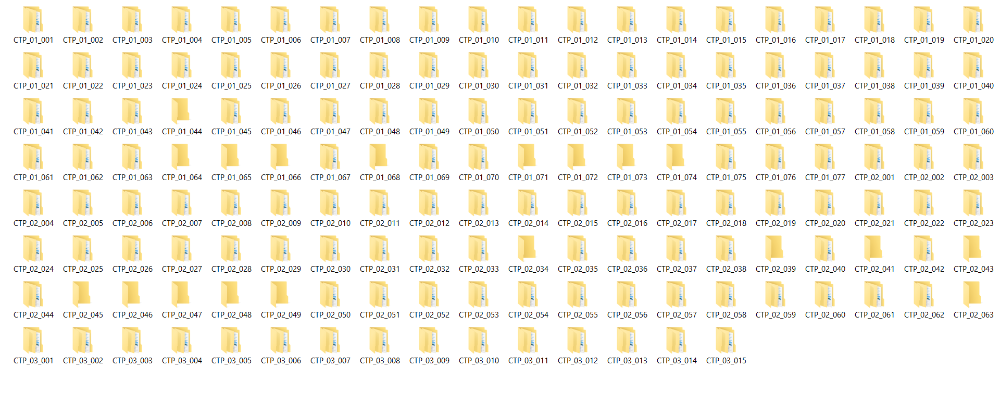 CTP_01_001 CTP_01_002 CTP_01_003 CTP_01_004 CTP_01_005 CTP_01_006 CTP_01_007 CTP_01_008 CTP_01_009 CTP_01_010 CTP_01_011 CTP_01_012 CTP_01_013 CTP_01_014 CTP_01_015 CTP_01_016 CTP_01_017 CTP_01_018 CTP_01_019 CTP_01_020
CTP_01_021 CTP_01_022 CTP_01_023 CTP_01_024 CTP_01_025 CTP_01_026 CTP_01_027 CTP_01_028 CTP_01_029 CTP_01_030 CTP_01_031 CTP_01_032 CTP_01_033 CTP_01_034 CTP_01_035 CTP_01_036 CTP_01_037 CTP_01_038 CTP_01_039 CTP_01_040
CTP_01_041 CTP_01_042 CTP_01_043 CTP_01_044 CTP_01_045 CTP_01_046 CTP_01_047 CTP_01_048 CTP_01_049 CTP_01_050 CTP_01_051 CTP_01_052 CTP_01_053 CTP_01_054 CTP_01_055 CTP_01_056 CTP_01_057 CTP_01_058 CTP_01_059 CTP_01_060
CTP_01_061 CTP_01_062 CTP_01_063 CTP_01_064 CTP_01_065 CTP_01_066 CTP_01_067 CTP_01_068 CTP_01_069 CTP_01_070 CTP_01_071 CTP_01_072 CTP_01_073 CTP_01_074 CTP_01_075 CTP_01_076 CTP_01_077 CTP_02_001 CTP_02_002 CTP_02_003
CTP_02_004 CTP_02_005 CTP_02_006 CTP_02_007 CTP_02_008 CTP_02_009 CTP_02_010 CTP_02_011 CTP_02_012 CTP_02_013 CTP_02_014 CTP_02_015 CTP_02_016 CTP_02_017 CTP_02_018 CTP_02_019 CTP_02_020 CTP_02_021 CTP_02_022 CTP_02_023
CTP_02_024 CTP_02_025 CTP_02_026 CTP_02_027 CTP_02_028 CTP_02_029 CTP_02_030 CTP_02_031 CTP_02_032 CTP_02_033 CTP_02_034 CTP_02_035 CTP_02_036 CTP_02_037 CTP_02_038 CTP_02_039 CTP_02_040 CTP_02_041 CTP_02_042 CTP_02_043
CTP_02_044 CTP_02_045 CTP_02_046 CTP_02_047 CTP_02_048 CTP_02_049 CTP_02_050 CTP_02_051 CTP_02_052 CTP_02_053 CTP_02_054 CTP_02_055 CTP_02_056 CTP_02_057 CTP_02_058 CTP_02_059 CTP_02_060 CTP_02_061 CTP_02_062 CTP_02_063
CTP_03_001 CTP_03_002 CTP_03_003 CTP_03_004 CTP_03_005 CTP_03_006 CTP_03_007 CTP_03_008 CTP_03_009 CTP_03_010 CTP_03_011 CTP_03_012 CTP_03_013 CTP_03_014 CTP_03_015